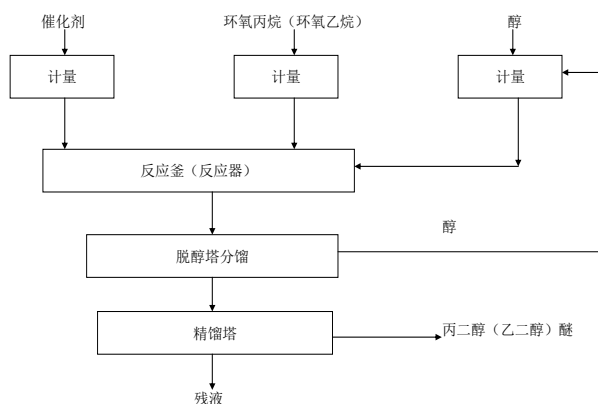 催化剂
环氧丙烷（环氧乙烷）
醇
计量
计量
计量
反应釜（反应器）
醇
脱醇塔分馏
精馏塔
丙二醇（乙二醇）醚
残液